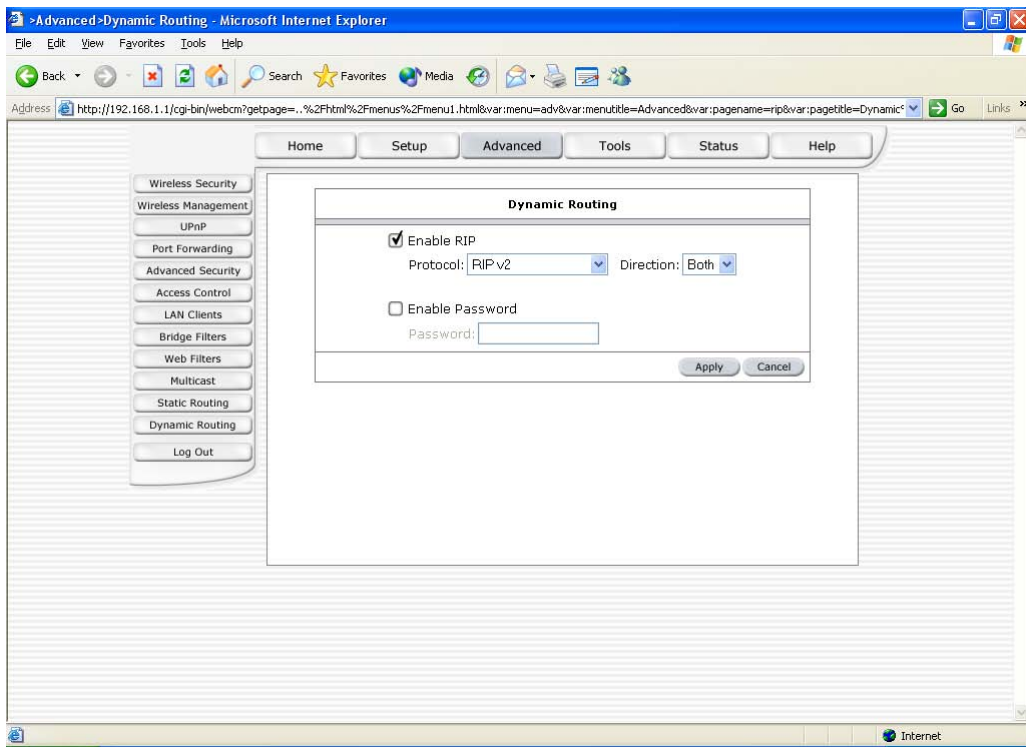 >Advanced>Dynamic Routing - Microsoft Internet Explorer
File Edit View Favorites Tools Help
Back Search Favorites Media
Address http://192.168.1.1/cgi-bin/webcm?getpage=..%2Fhtml%2Fmenus%2Fmenu1.html&var:menu=adv&var:menutitle=Advanced&var:pagename=rip&var:pagetitle=Dynamic Go Links »
Home Setup Advanced Tools Status Help
Wireless Security
Wireless Management
UPnP
Port Forwarding
Advanced Security
Access Control
LAN Clients
Bridge Filters
Web Filters
Multicast
Static Routing
Dynamic Routing
Log Out
Dynamic Routing
Enable RIP
Protocol: RIP v2 Direction: Both
Enable Password
Password:
Apply Cancel
Internet